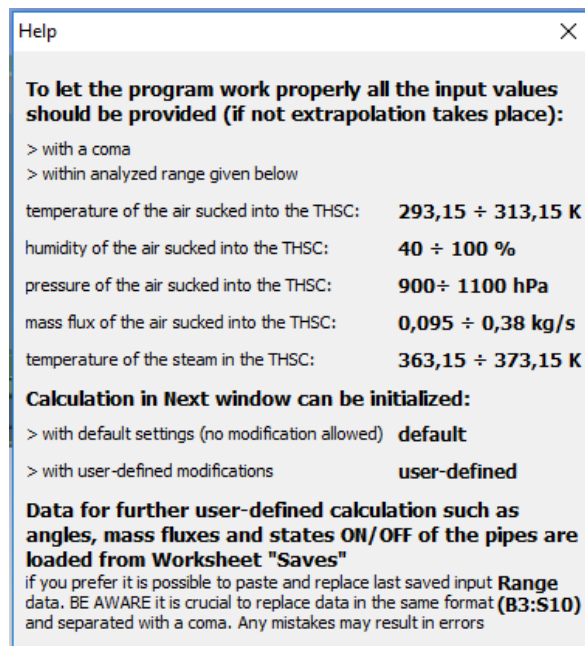 Help
To let the program work properly all the input values
should be provided (if not extrapolation takes place):
> with a coma
> within analyzed range given below
temperature of the air sucked into the THSC: 293,15 ÷ 313,15 K
humidity of the air sucked into the THSC: 40 ÷ 100 %
pressure of the air sucked into the THSC: 900÷ 1100 hPa
mass flux of the air sucked into the THSC: 0,095 ÷ 0,38 kg/s
temperature of the steam in the THSC: 363,15 ÷ 373,15 K
Calculation in Next window can be initialized:
> with default settings (no modification allowed) default
> with user-defined modifications user-defined
Data for further user-defined calculation such as
angles, mass fluxes and states ON/OFF of the pipes are
loaded from Worksheet "Saves"
if you prefer it is possible to paste and replace last saved input Range
data. BE AWARE it is crucial to replace data in the same format (B3:S10)
and separated with a coma. Any mistakes may result in errors